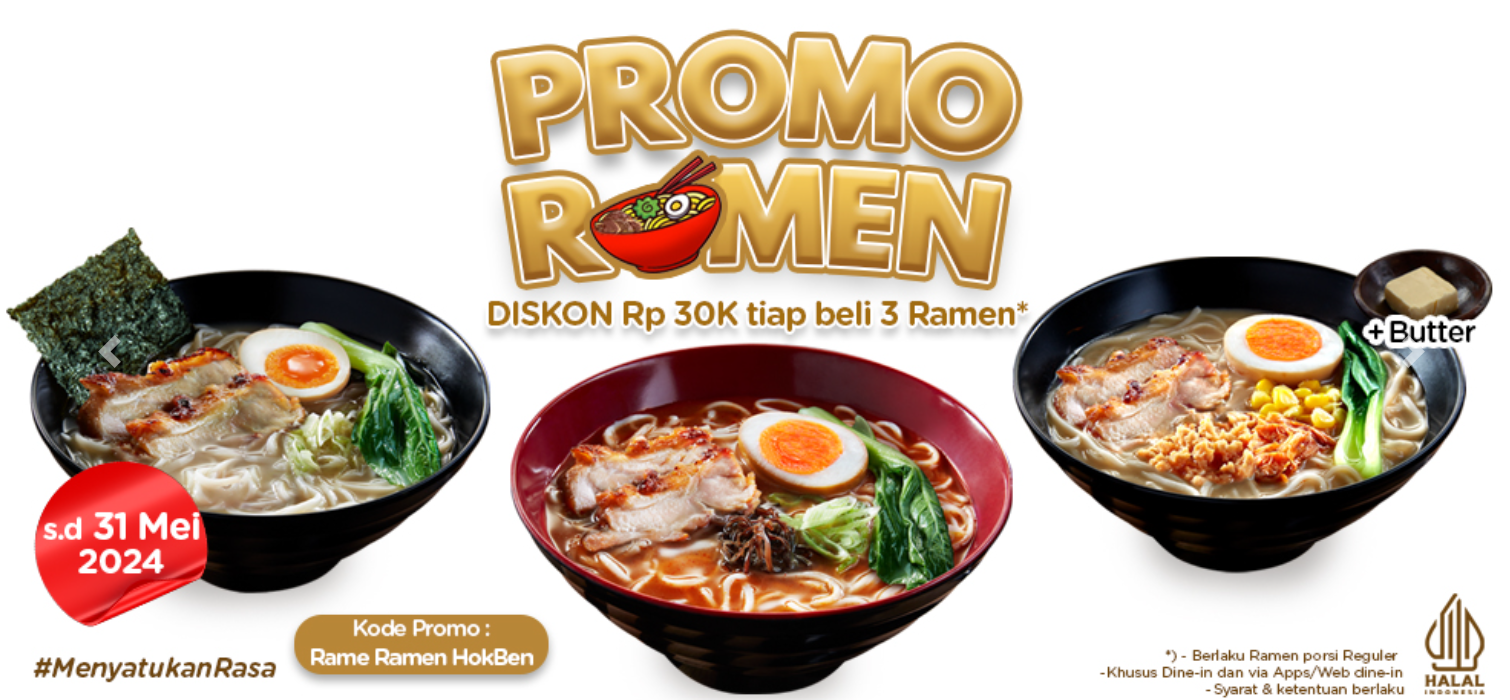 PROMO
RAMEN
DISKON Rp 30K tiap beli 3 Ramen*
+Butter
s.d 31 Mei
2024
Kode Promo :
Rame Ramen HokBen
#MenyatukanRasa
*) - Berlaku Ramen porsi Reguler
-Khusus Dine-in dan via Apps/Web dine-in
- Syarat & ketentuan berlaku
HALAL
INDONESIA